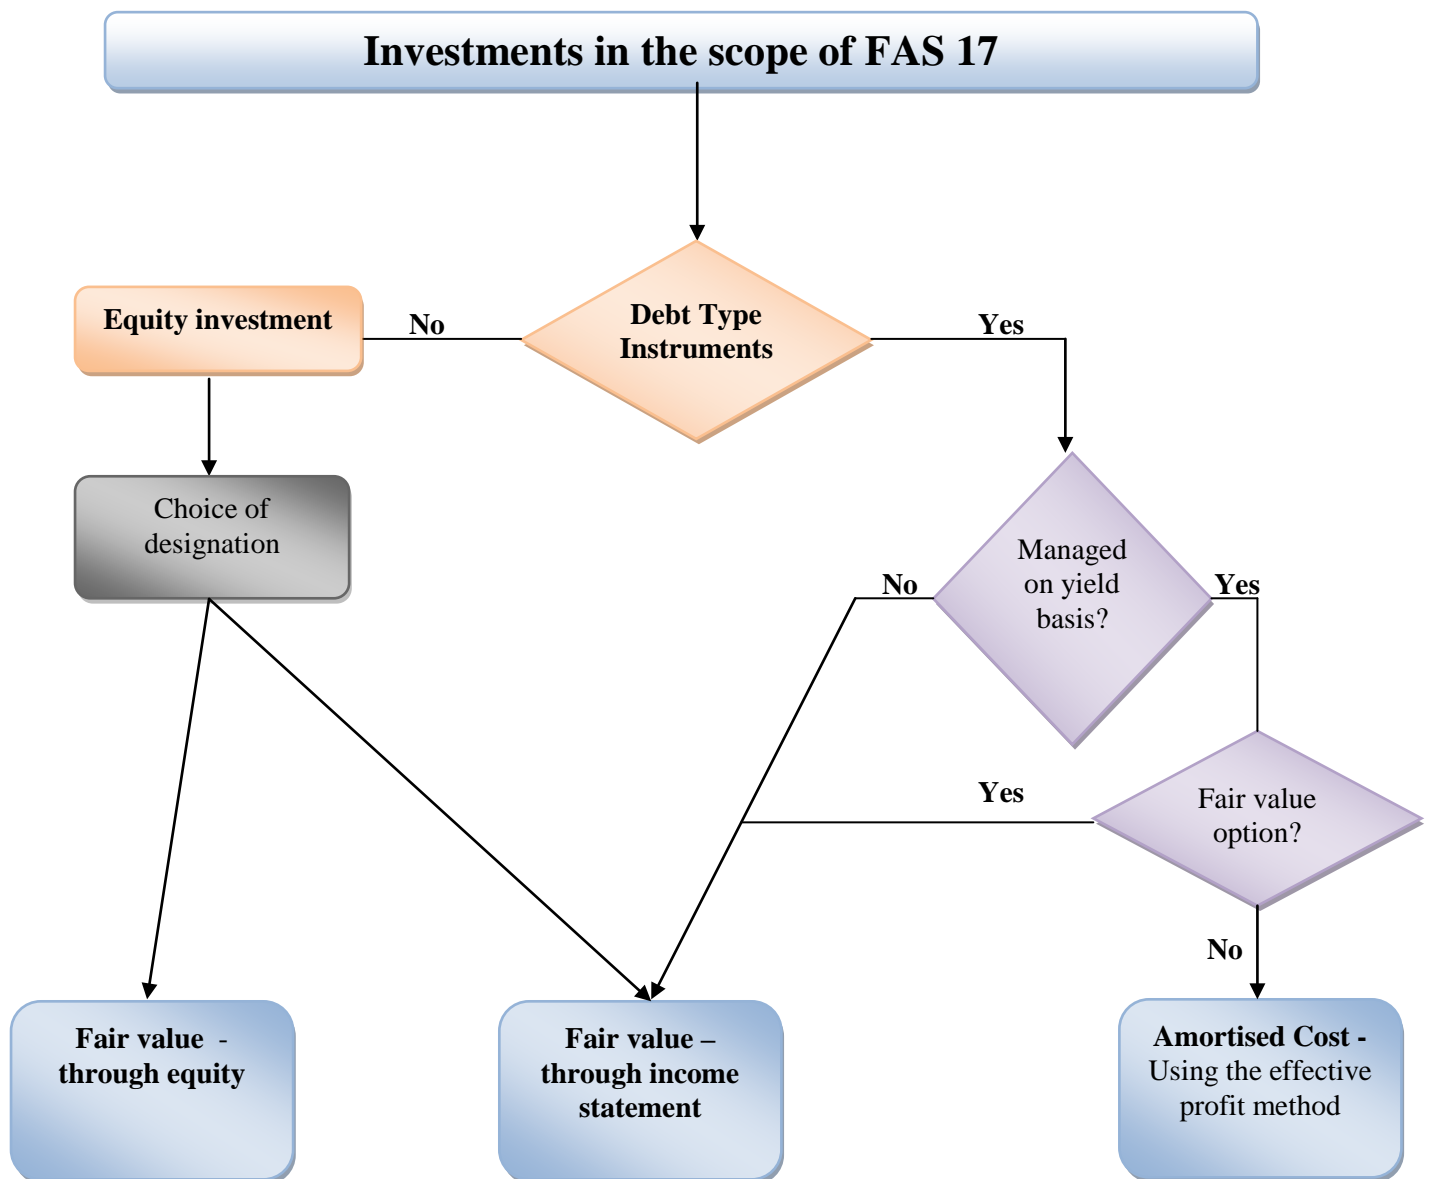 Investments in the scope of FAS 17
Debt Type
Instruments
Equity investment
No
Yes
Choice of
designation
Managed
on yield
basis?
No
Yes
Fair value
option?
Yes
No
Fair value -
through equity
Fair value –
through income
statement
Amortised Cost -
Using the effective
profit method